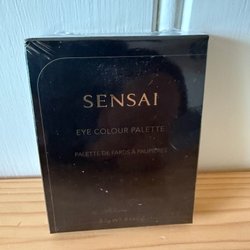 SENSAI
EYE COLOUR PALETTE
PALETTE DE FARDS À PAUPIÈRES